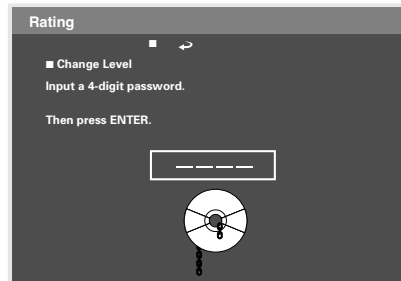 Rating
■ Change Level
Input a 4-digit password.
Then press ENTER.